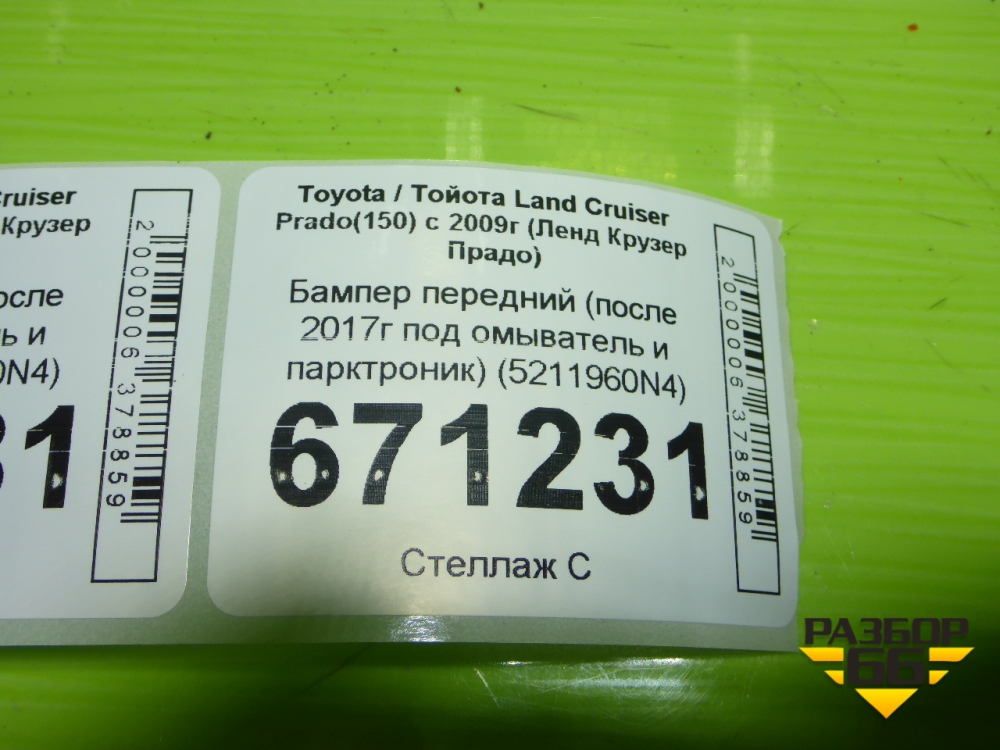 Cruiser
Крузер
после
ь и
0N4)
31
2000006378859
Toyota / Тойота Land Cruiser
Prado(150) с 2009г (Ленд Крузер
Прадо)
Бампер передний (после
2017г под омыватель и
парктроник) (5211960N4)
671231
Стеллаж С
2000006378859
РАЗБОР
66